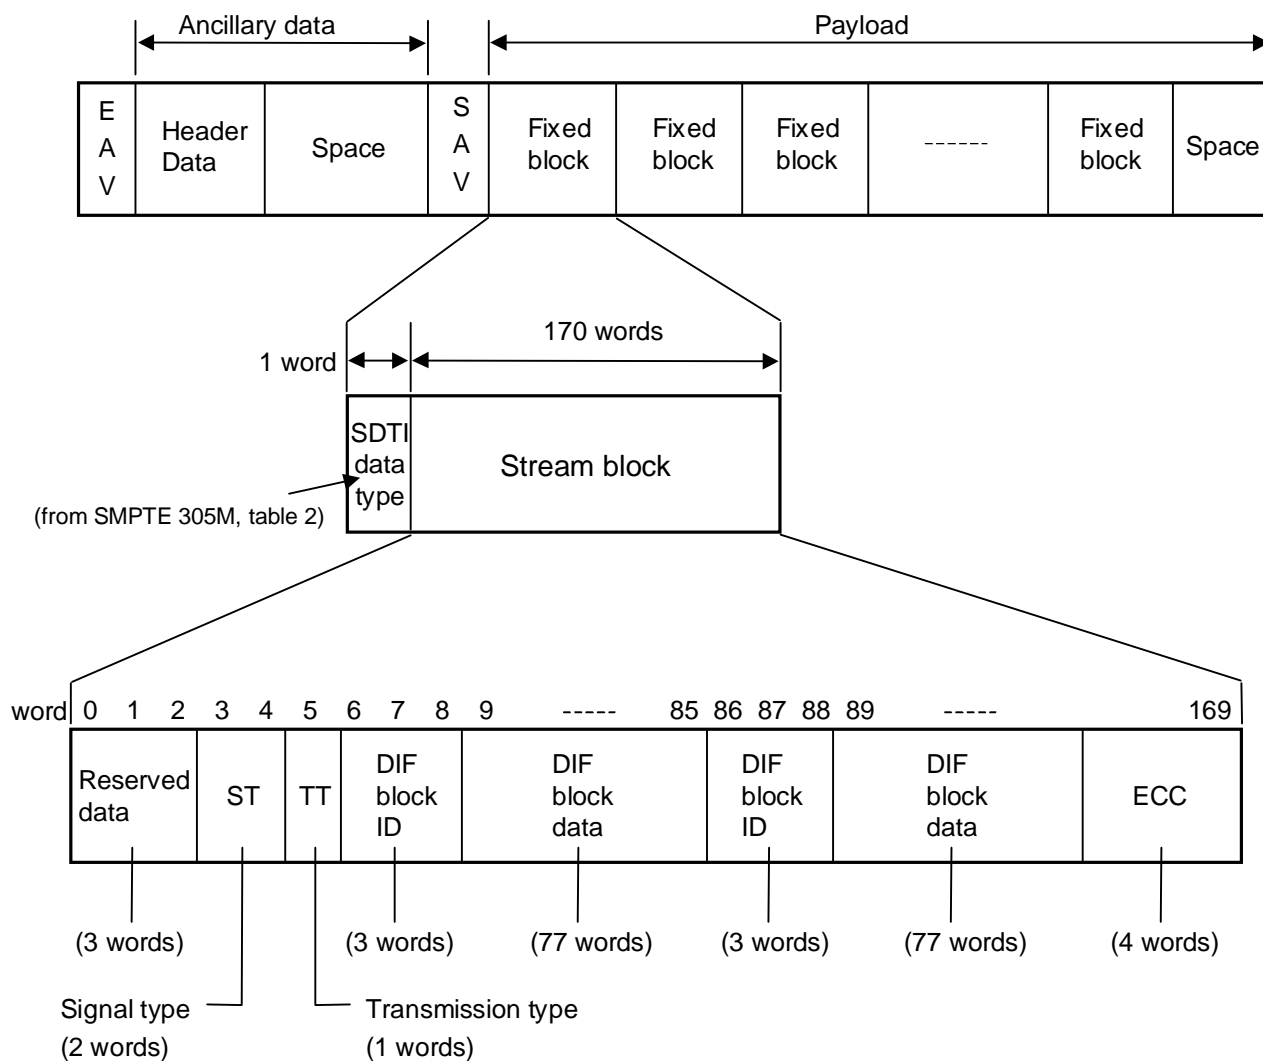 Ancillary data
Payload
E
A
V
Header
Data
Space
S
A
V
Fixed
block
Fixed
block
Fixed
block
------
Fixed
block
Space
170 words
1 word
SDTI
data
type
Stream block
(from SMPTE 305M, table 2)
word 0 1 2 3 4 5 6 7 8 9 ----- 85 86 87 88 89 ----- 169
Reserved
data
ST
TT
DIF
block
ID
DIF
block
data
DIF
block
ID
DIF
block
data
ECC
(3 words)
(3 words)
(77 words)
(3 words)
(77 words)
(4 words)
Signal type
(2 words)
Transmission type
(1 words)